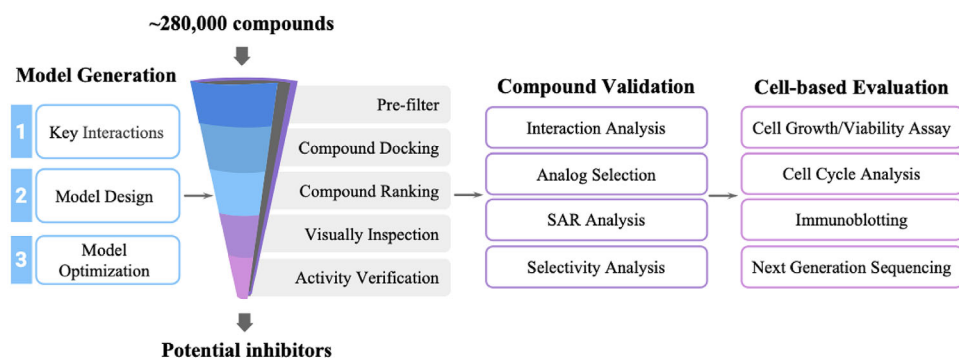 ~280,000 compounds
Model Generation
1
Key Interactions
2
Model Design
3
Model
Optimization
Pre-filter
Compound Docking
Compound Ranking
Visually Inspection
Activity Verification
Potential inhibitors
Compound Validation
Interaction Analysis
Analog Selection
SAR Analysis
Selectivity Analysis
Cell-based Evaluation
Cell Growth/Viability Assay
Cell Cycle Analysis
Immunoblotting
Next Generation Sequencing